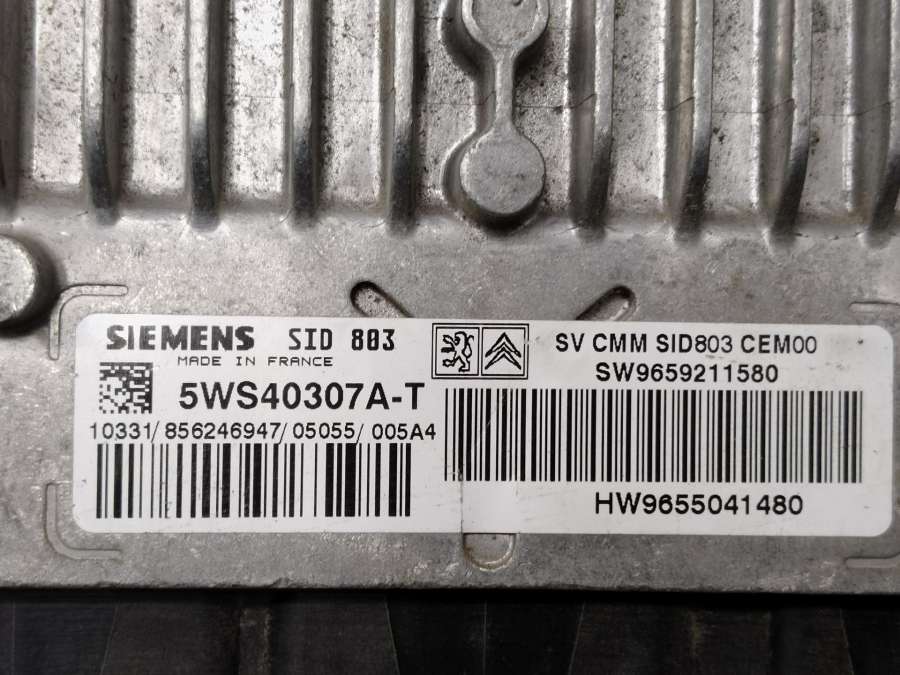 SIEMENS SID 803
MADE IN FRANCE
5WS40307A-T
10331/856246947/05055/005A4
SV CMM SID803 CEM00
SW9659211580
HW9655041480